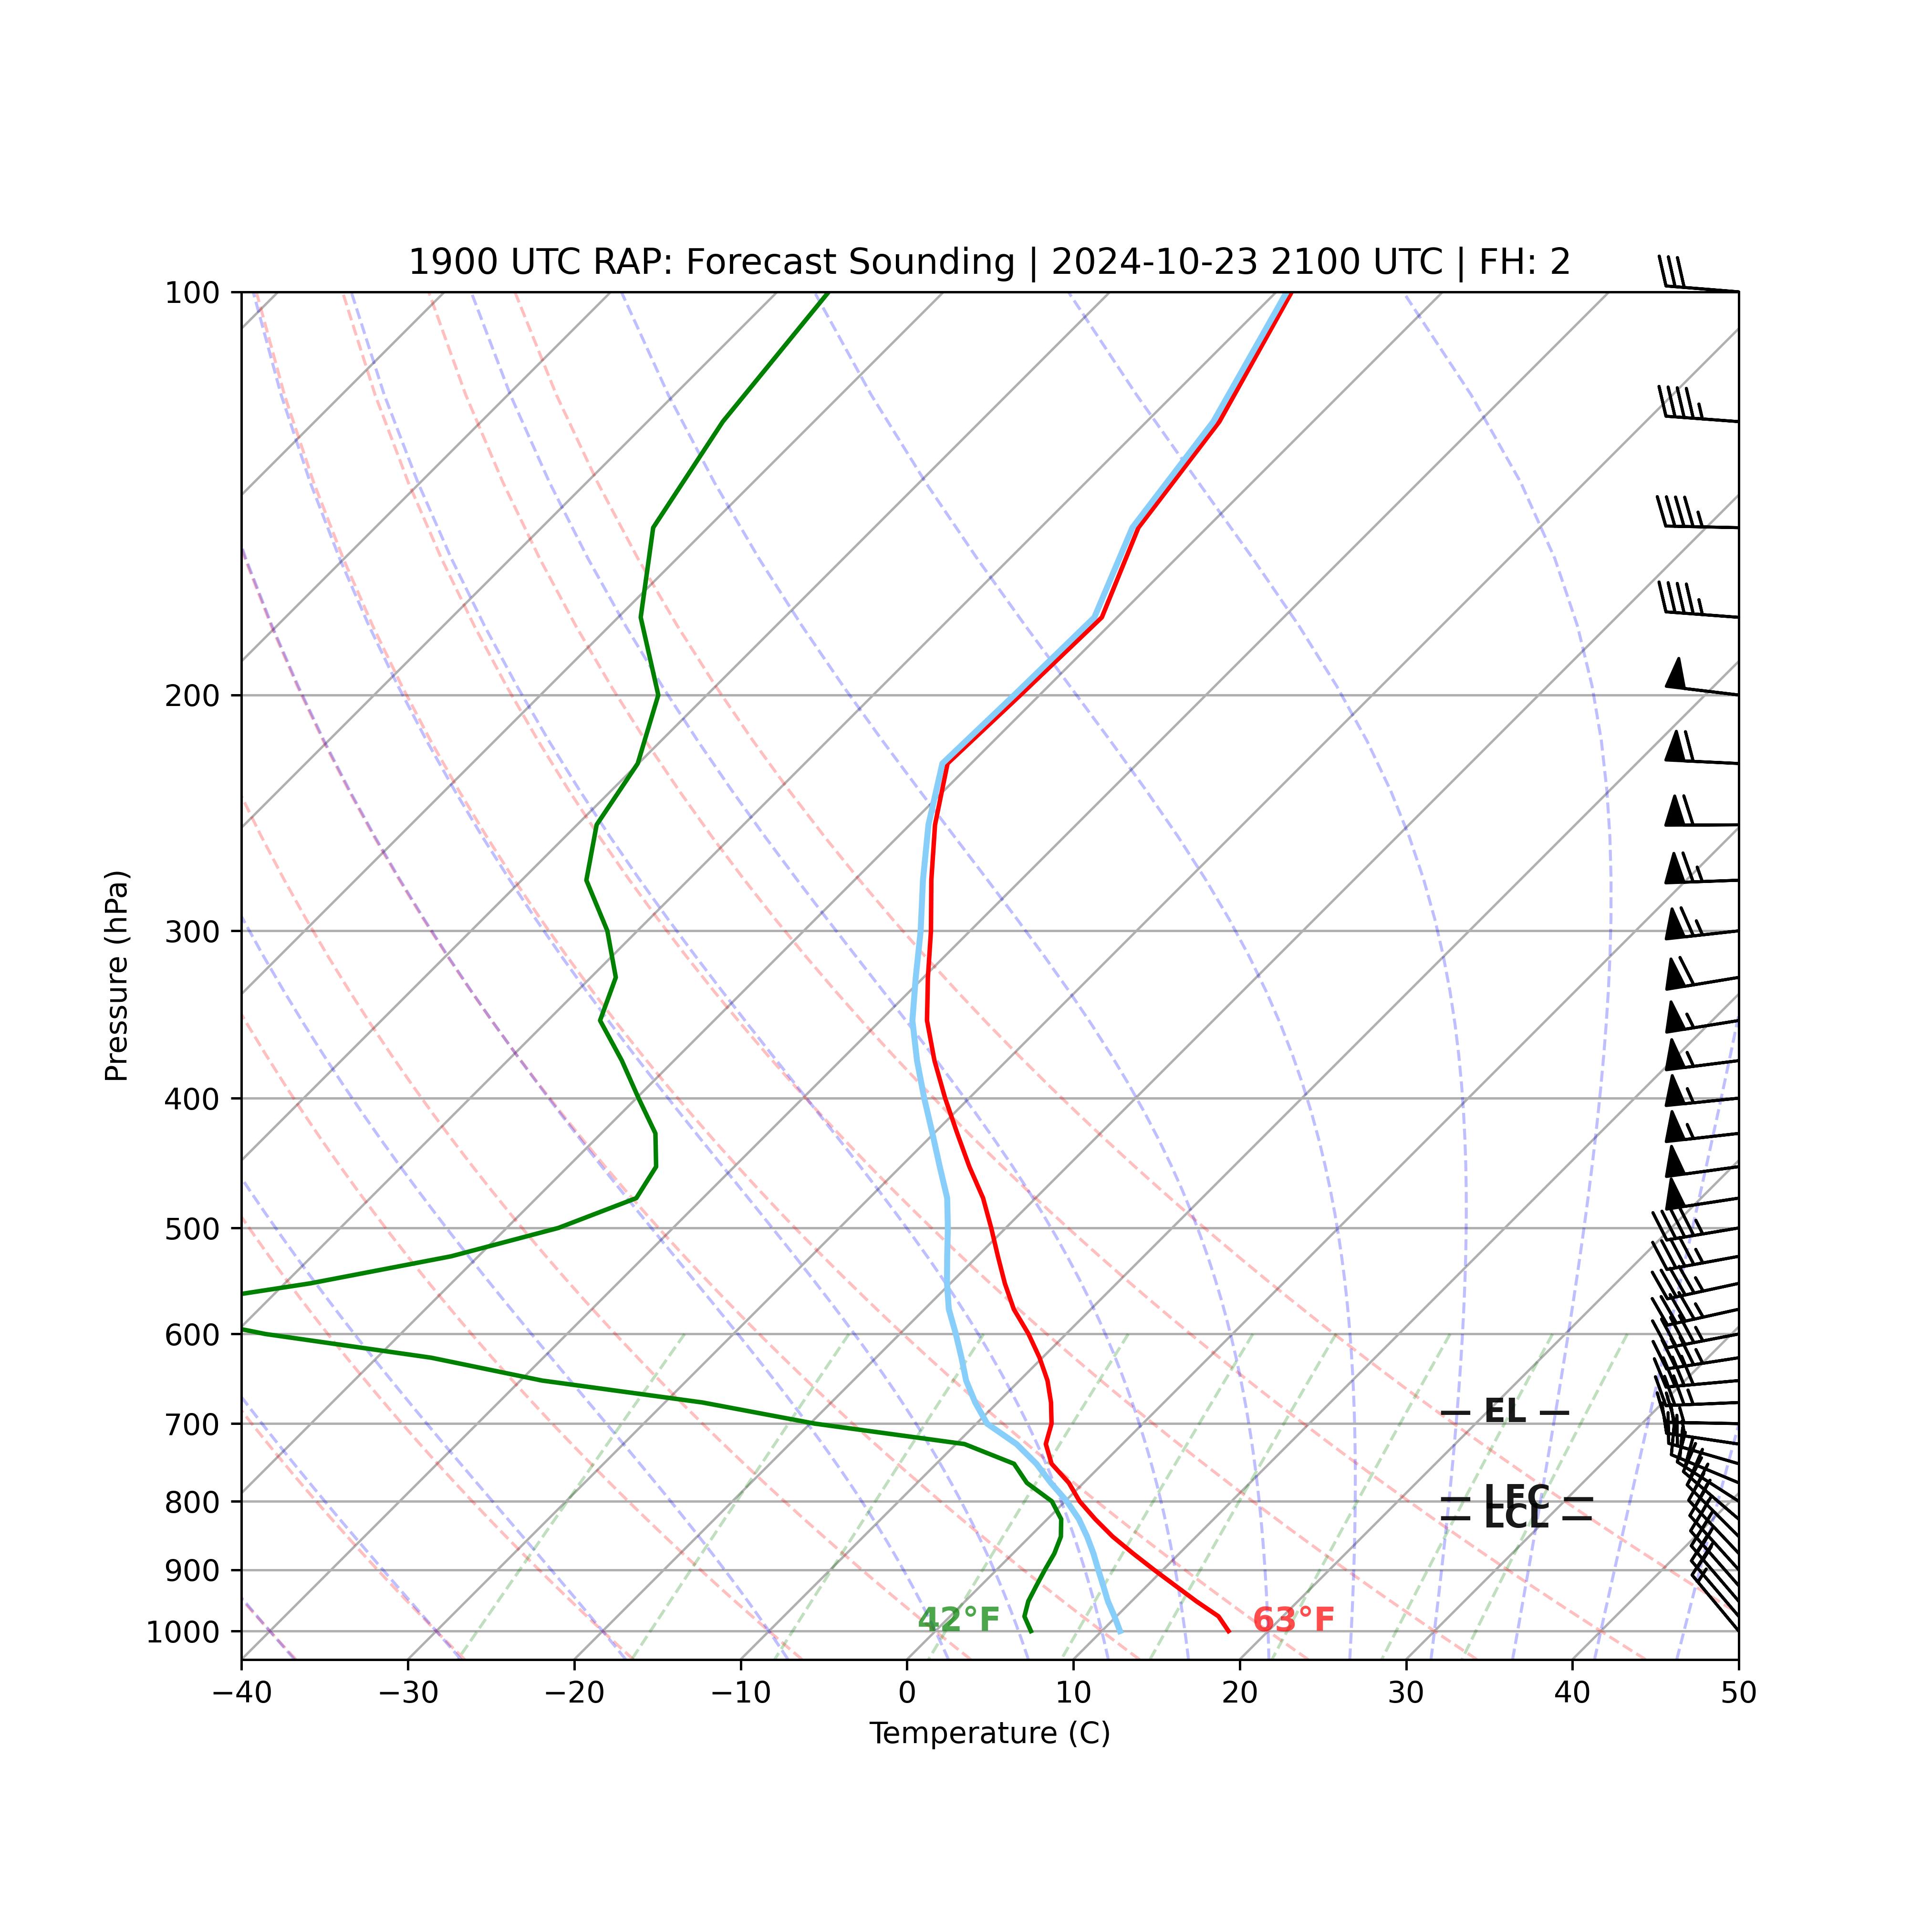 1900 UTC RAP: Forecast Sounding | 2024-10-23 2100 UTC | FH: 2
100
200
300
400
500
600
700
800
900
1000
Pressure (hPa)
— EL —
— LFC —
— LCL —
42°F
63°F
−40 −30 −20 −10 0 10 20 30 40 50
Temperature (C)